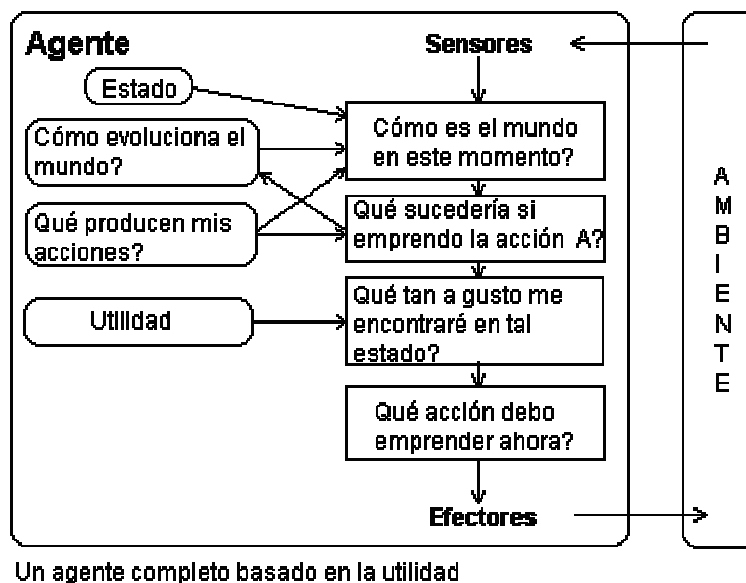 Agente
Sensores
Estado
Cómo evoluciona el
mundo?
Qué producen mis
acciones?
Utilidad
Cómo es el mundo
en este momento?
Qué sucedería si
emprendo la acción A?
Qué tan a gusto me
encontraré en tal
estado?
Qué acción debo
emprender ahora?
Efectores
A
M
B
I
E
N
T
E
Un agente completo basado en la utilidad